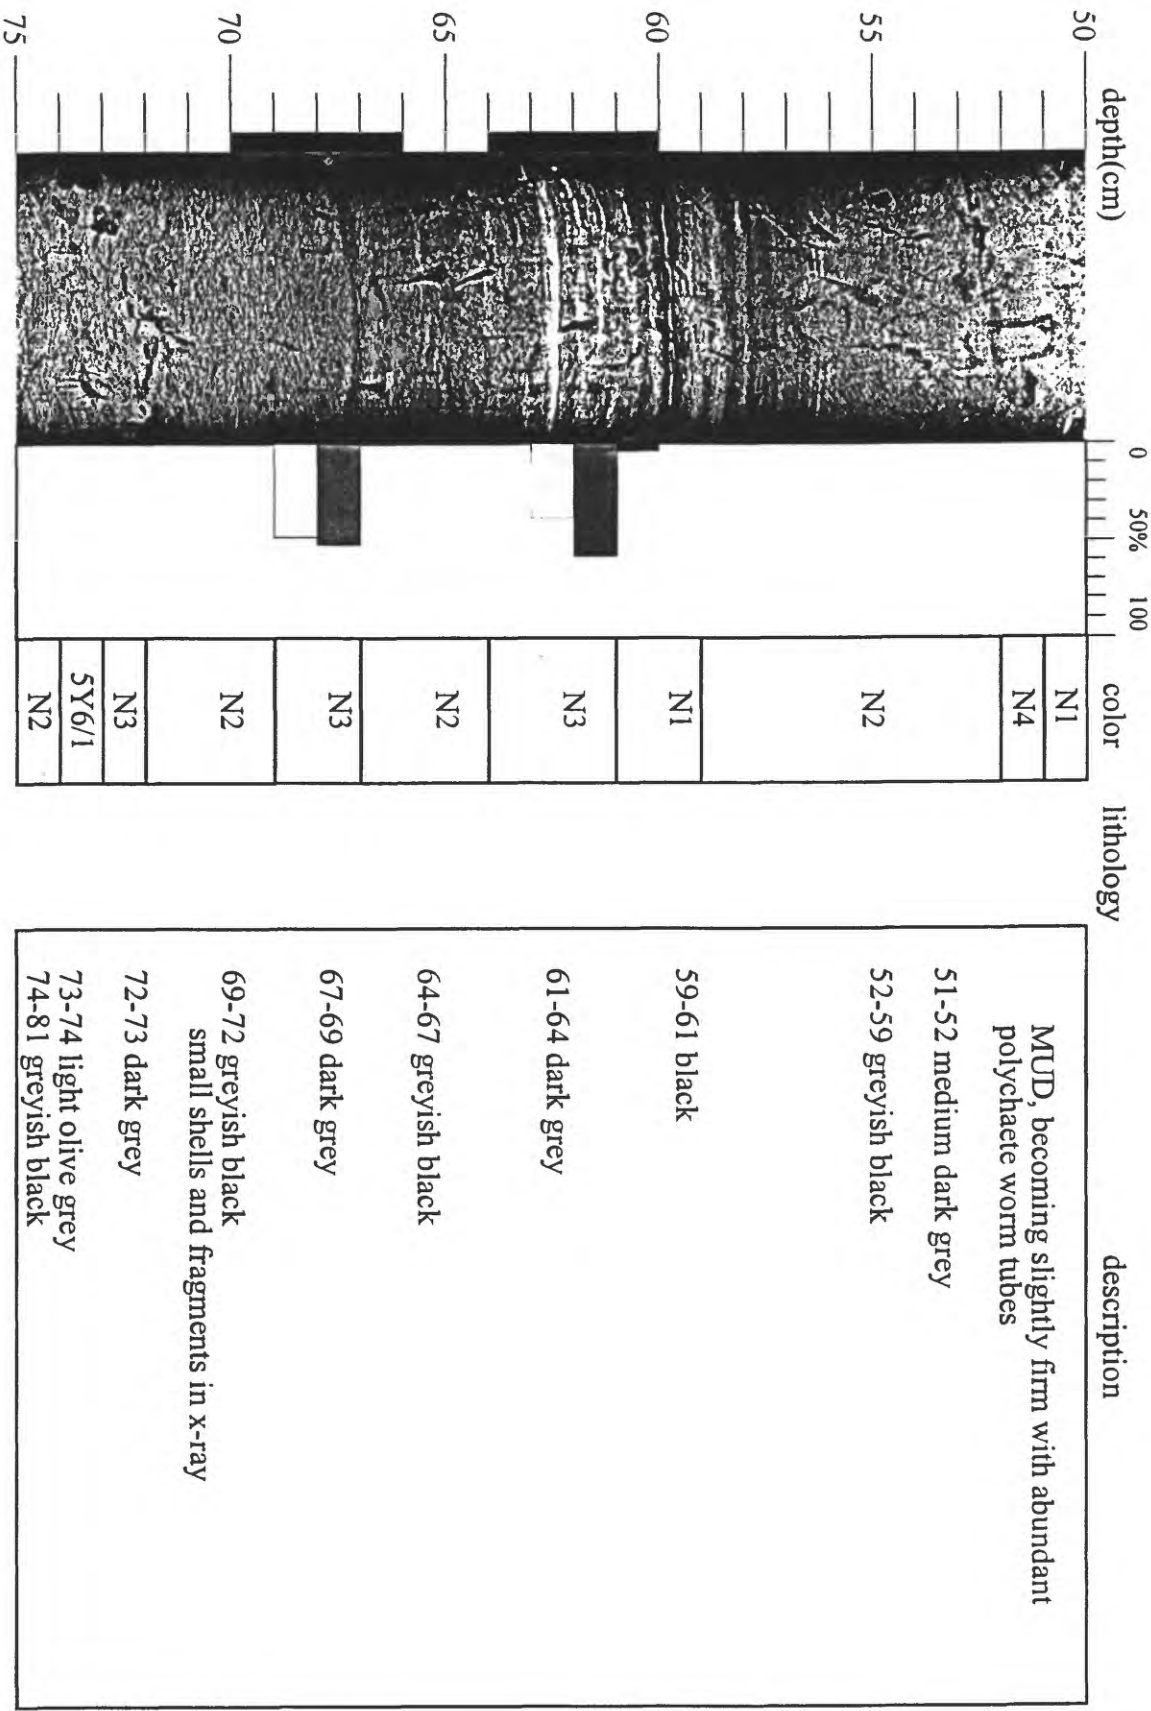 depth(cm)
0 50% 100
color
lithology
description
50
55
60
65
70
75
N1
N4
N2
N1
N3
N2
N3
N2
N3
5Y6/1
N2
MUD, becoming slightly firm with abundant
polychaete worm tubes
51-52 medium dark grey
52-59 greyish black
59-61 black
61-64 dark grey
64-67 greyish black
67-69 dark grey
69-72 greyish black
small shells and fragments in x-ray
72-73 dark grey
73-74 light olive grey
74-81 greyish black